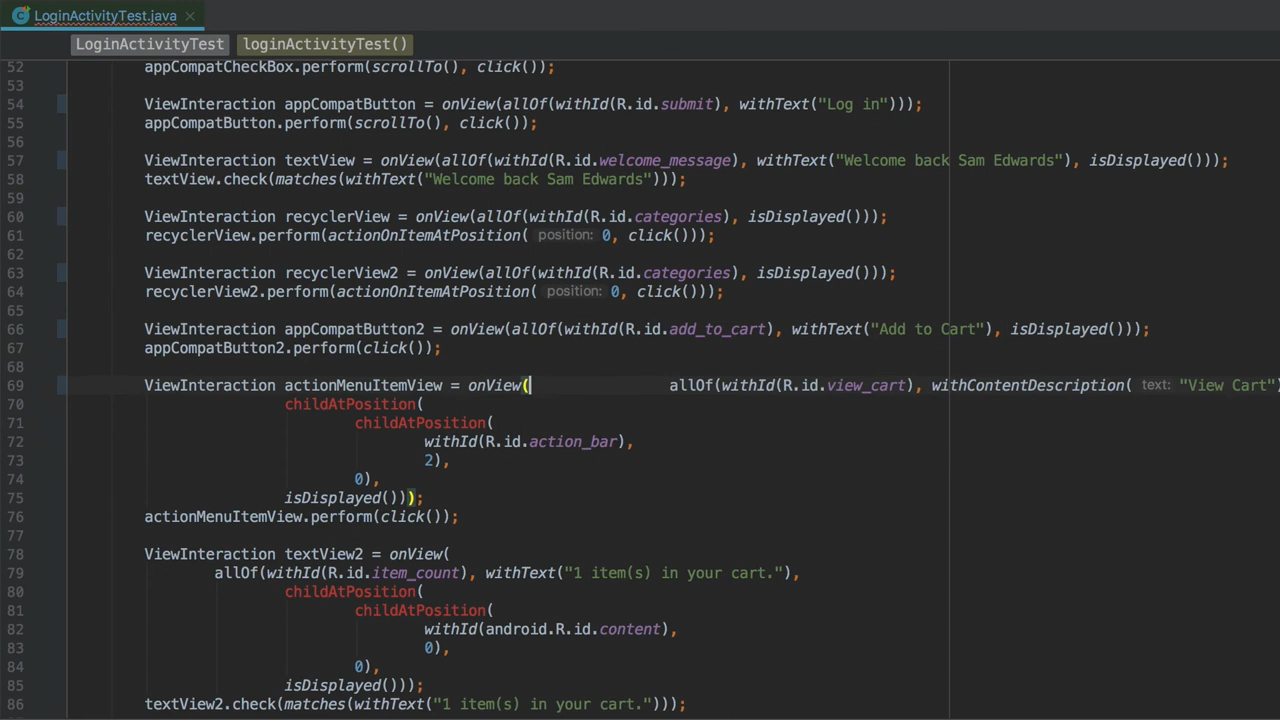 LoginActivityTest.java ×
LoginActivityTest loginActivityTest()
52 appCompatCheckBox.perform(scrollTo(), click());
53
54 ViewInteraction appCompatButton = onView(allOf(withId(R.id.submit), withText("Log in")));
55 appCompatButton.perform(scrollTo(), click());
56
57 ViewInteraction textView = onView(allOf(withId(R.id.welcome_message), withText("Welcome back Sam Edwards"), isDisplayed()));
58 textView.check(matches(withText("Welcome back Sam Edwards")));
59
60 ViewInteraction recyclerView = onView(allOf(withId(R.id.categories), isDisplayed()));
61 recyclerView.perform(actionOnItemAtPosition( position: 0, click()));
62
63 ViewInteraction recyclerView2 = onView(allOf(withId(R.id.categories), isDisplayed()));
64 recyclerView2.perform(actionOnItemAtPosition( position: 0, click()));
65
66 ViewInteraction appCompatButton2 = onView(allOf(withId(R.id.add_to_cart), withText("Add to Cart"), isDisplayed()));
67 appCompatButton2.perform(click());
68
69 ViewInteraction actionMenuItemView = onView( allOf(withId(R.id.view_cart), withContentDescription( text: "View Cart")
70 childAtPosition(
71 childAtPosition(
72 withId(R.id.action_bar),
73 2),
74 0),
75 isDisplayed()));
76 actionMenuItemView.perform(click());
77
78 ViewInteraction textView2 = onView(
79 allOf(withId(R.id.item_count), withText("1 item(s) in your cart."),
80 childAtPosition(
81 childAtPosition(
82 withId(android.R.id.content),
83 0),
84 0),
85 isDisplayed()));
86 textView2.check(matches(withText("1 item(s) in your cart.")));